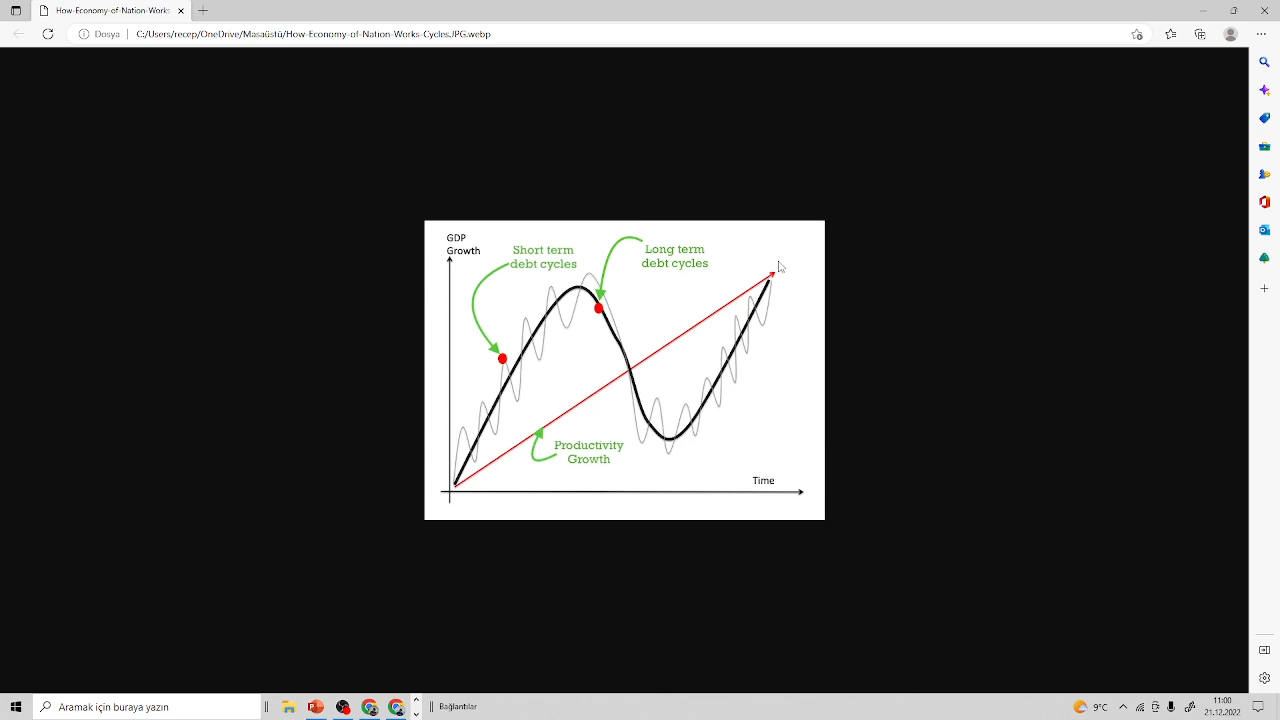 How-Economy-of-Nation-Works
Dosya
C:/Users/recep/OneDrive/Masaüstü/How-Economy-of-Nation-Works-Cycles.JPG.webp
GDP
Growth
Short term
debt cycles
Long term
debt cycles
Productivity
Growth
Time
Aramak için buraya yazın
Bağlantılar
9°C
11:00
21.12.2022